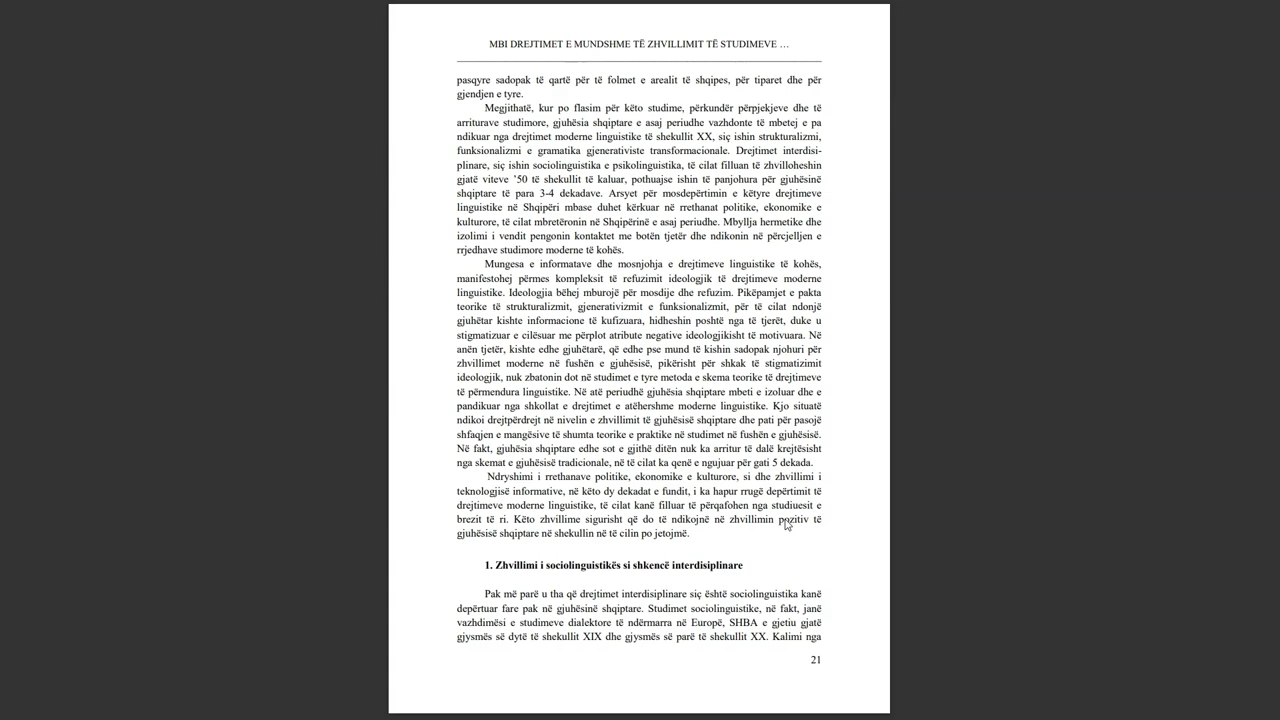 MBI DREJTIMET E MUNDSHME TË ZHVILLIMIT TË STUDIMEVE …
pasqyre sadopak të qartë për të folmet e arealit të shqipes, për tiparet dhe për
gjendjen e tyre.
Megjithatë, kur po flasim për këto studime, përkundër përpjekjeve dhe të
arriturave studimore, gjuhësia shqiptare e asaj periudhe vazhdonte të mbetej e pa
ndikuar nga drejtimet moderne linguistike të shekullit XX, siç ishin strukturalizmi,
funksionalizmi e gramatika gjenerativiste transformacionale. Drejtimet interdisi-
plinare, siç ishin sociolinguistika e psikolinguistika, të cilat filluan të zhvilloheshin
gjatë viteve ’50 të shekullit të kaluar, pothuajse ishin të panjohura për gjuhësinë
shqiptare të para 3-4 dekadave. Arsyet për mosdepërtimin e këtyre drejtimeve
linguistike në Shqipëri mbase duhet kërkuar në rrethanat politike, ekonomike e
kulturore, të cilat mbretëronin në Shqipërinë e asaj periudhe. Mbyllja hermetike dhe
izolimi i vendit pengonin kontaktet me botën tjetër dhe ndikonin në përcjelljen e
rrjedhave studimore moderne të kohës.
Mungesa e informatave dhe mosnjohja e drejtimeve linguistike të kohës,
manifestohej përmes kompleksit të refuzimit ideologjik të drejtimeve moderne
linguistike. Ideologjia bëhej mburojë për mosdije dhe refuzim. Pikëpamjet e pakta
teorike të strukturalizmit, gjenerativizmit e funksionalizmit, për të cilat ndonjë
gjuhëtar kishte informacione të kufizuara, hidheshin poshtë nga të tjerët, duke u
stigmatizuar e cilësuar me përplot atribute negative ideologjikisht të motivuara. Në
anën tjetër, kishte edhe gjuhëtarë, që edhe pse mund të kishin sadopak njohuri për
zhvillimet moderne në fushën e gjuhësisë, pikërisht për shkak të stigmatizimit
ideologjik, nuk zbatonin dot në studimet e tyre metoda e skema teorike të drejtimeve
të përmendura linguistike. Në atë periudhë gjuhësia shqiptare mbeti e izoluar dhe e
pandikuar nga shkollat e drejtimet e atëhershme moderne linguistike. Kjo situatë
ndikoi drejtpërdrejt në nivelin e zhvillimit të gjuhësisë shqiptare dhe pati për pasojë
shfaqjen e mangësive të shumta teorike e praktike në studimet në fushën e gjuhësisë.
Në fakt, gjuhësia shqiptare edhe sot e gjithë ditën nuk ka arritur të dalë krejtësisht
nga skemat e gjuhësisë tradicionale, në të cilat ka qenë e ngujuar për gati 5 dekada.
Ndryshimi i rrethanave politike, ekonomike e kulturore, si dhe zhvillimi i
teknologjisë informative, në këto dy dekadat e fundit, i ka hapur rrugë depërtimit të
drejtimeve moderne linguistike, të cilat kanë filluar të përqafohen nga studiuesit e
brezit të ri. Këto zhvillime sigurisht që do të ndikojnë në zhvillimin pozitiv të
gjuhësisë shqiptare në shekullin në të cilin po jetojmë.
1. Zhvillimi i sociolinguistikës si shkencë interdisiplinare
Pak më parë u tha që drejtimet interdisiplinare siç është sociolinguistika kanë
depërtuar fare pak në gjuhësinë shqiptare. Studimet sociolinguistike, në fakt, janë
vazhdimësi e studimeve dialektore të ndërmarra në Europë, SHBA e gjetiu gjatë
gjysmës së dytë të shekullit XIX dhe gjysmës së parë të shekullit XX. Kalimi nga
21